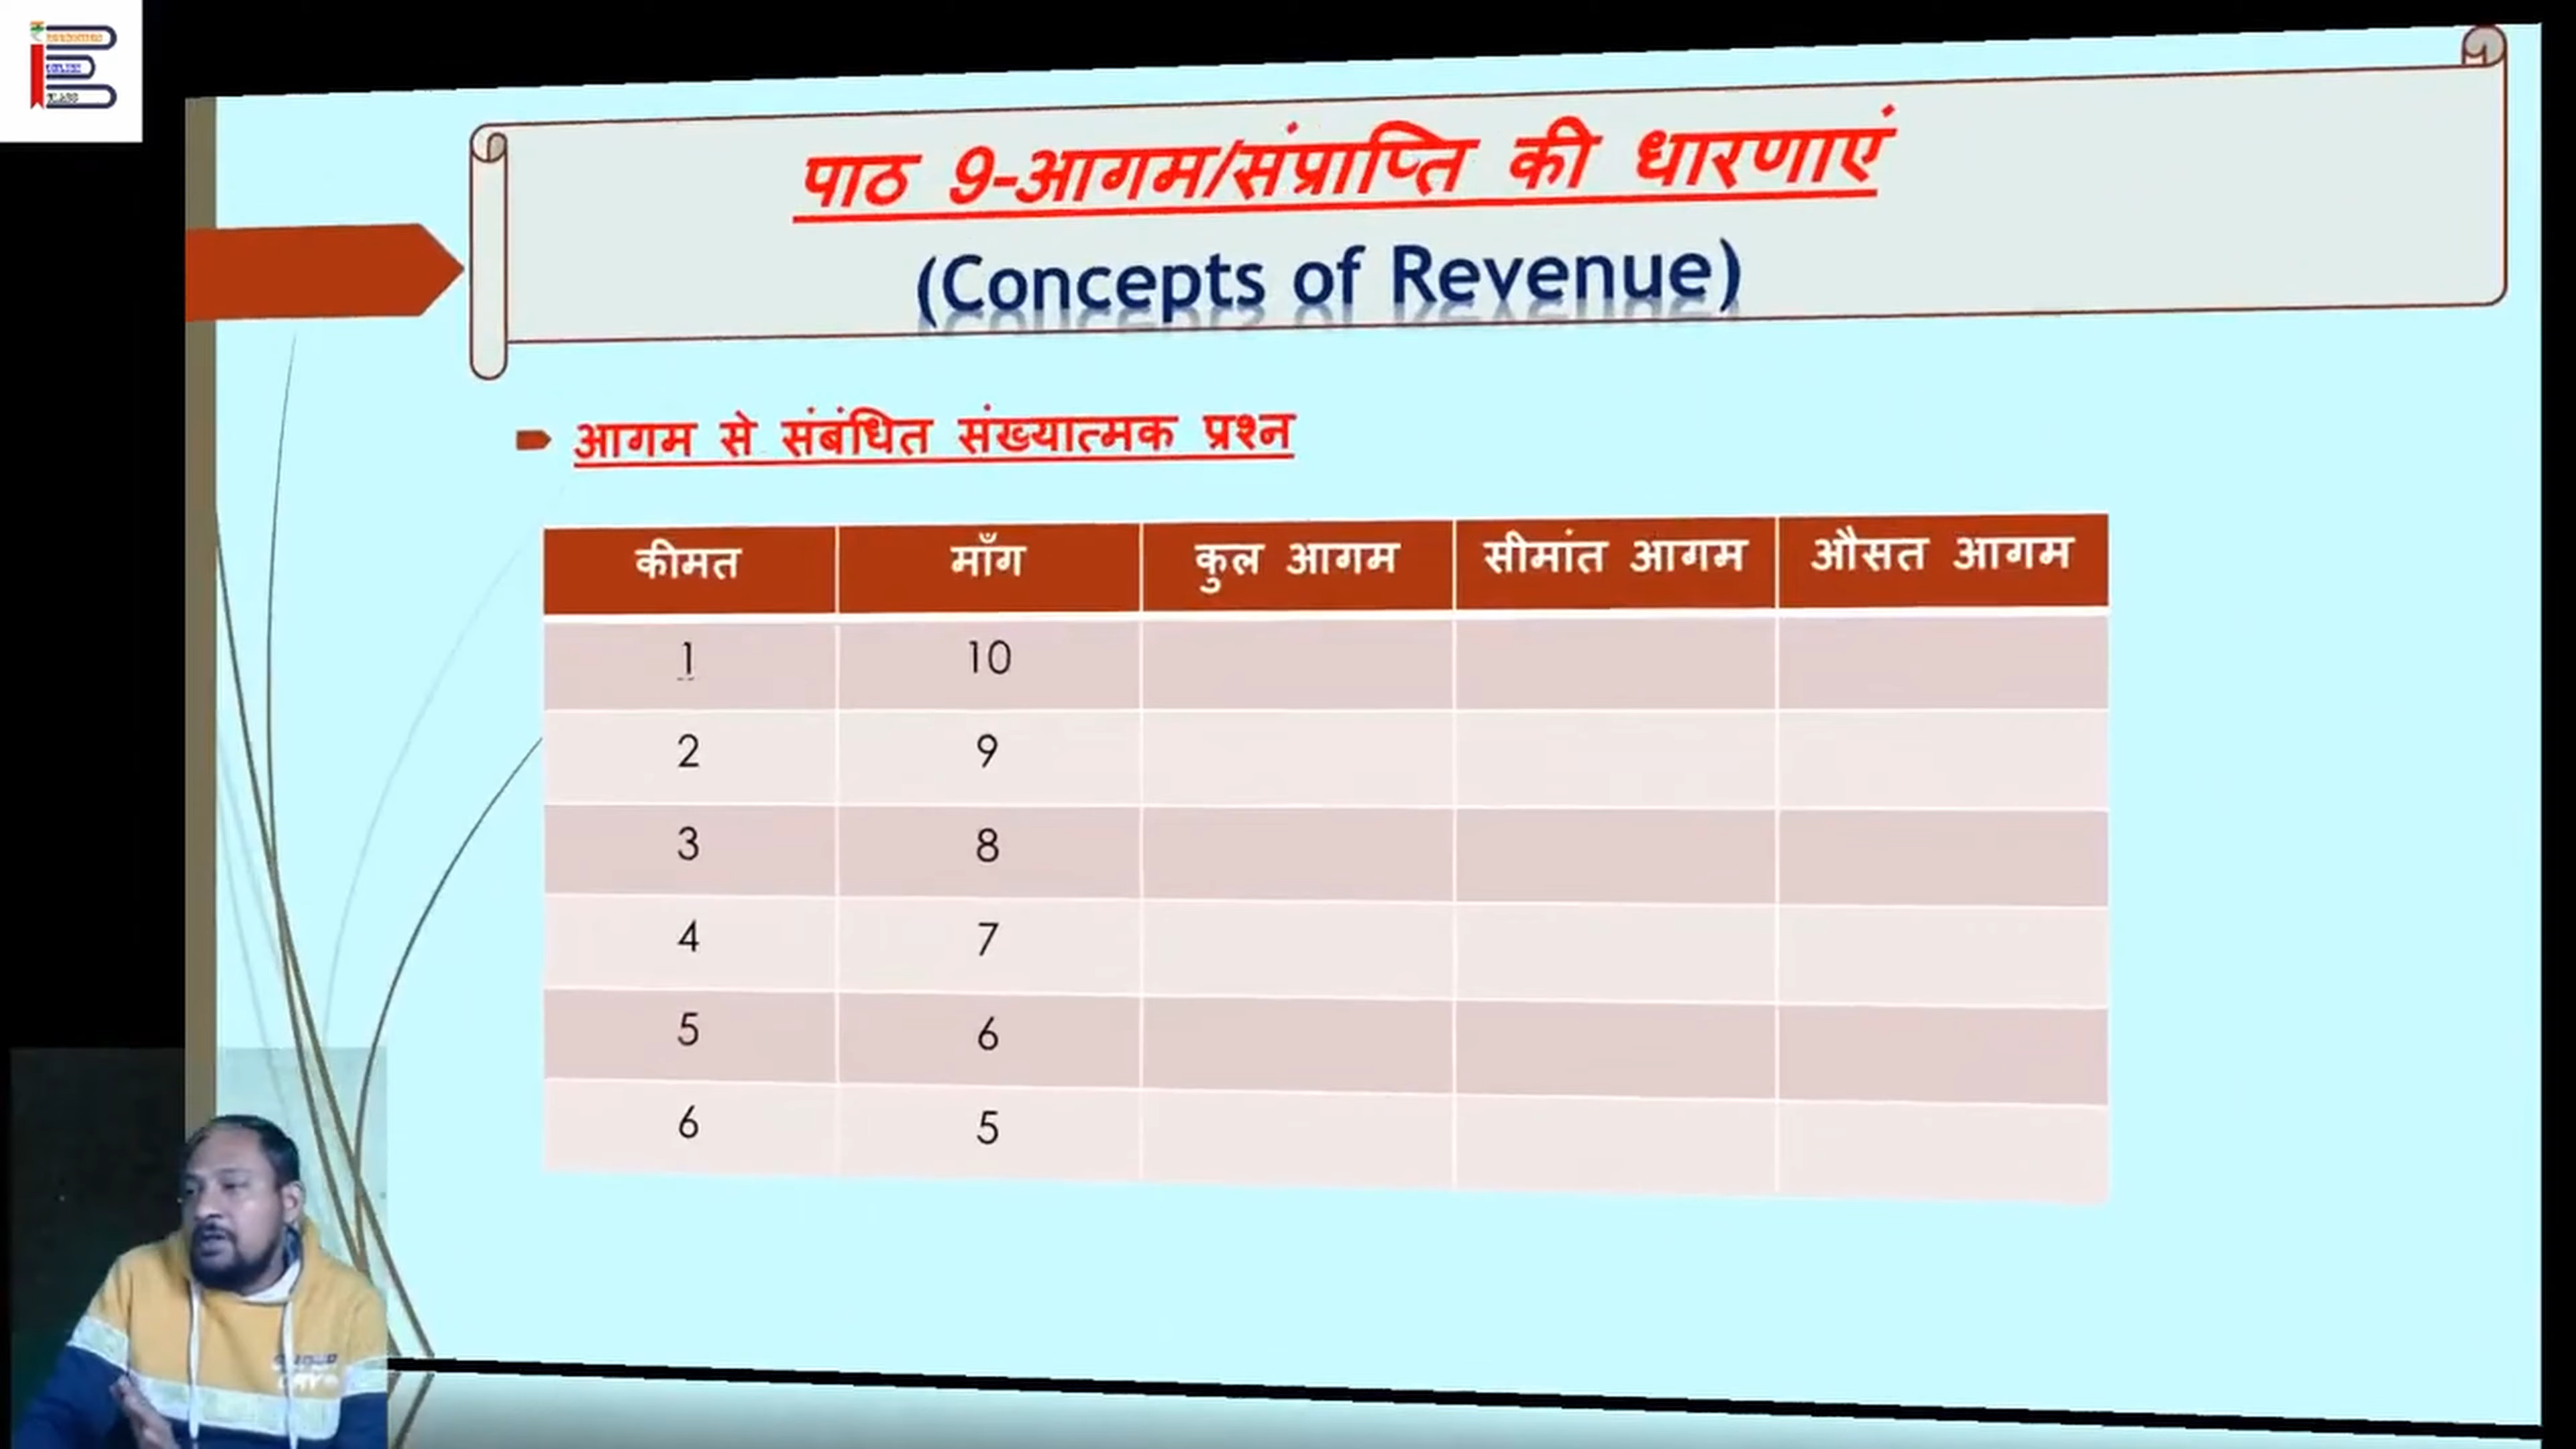 पाठ 9-आगम/संप्राप्ति की धारणाएं
(Concepts of Revenue)
आगम से संबंधित संख्यात्मक प्रश्न
कीमत माँग कुल आगम सीमांत आगम औसत आगम
1 10
2 9
3 8
4 7
5 6
6 5